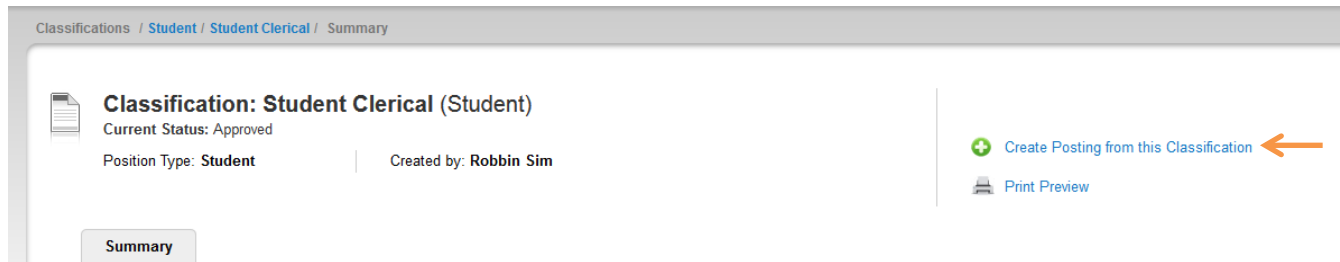 Classifications / Student / Student Clerical / Summary
Classification: Student Clerical (Student)
Current Status: Approved
Position Type: Student
Created by: Robbin Sim
Create Posting from this Classification
Print Preview
Summary